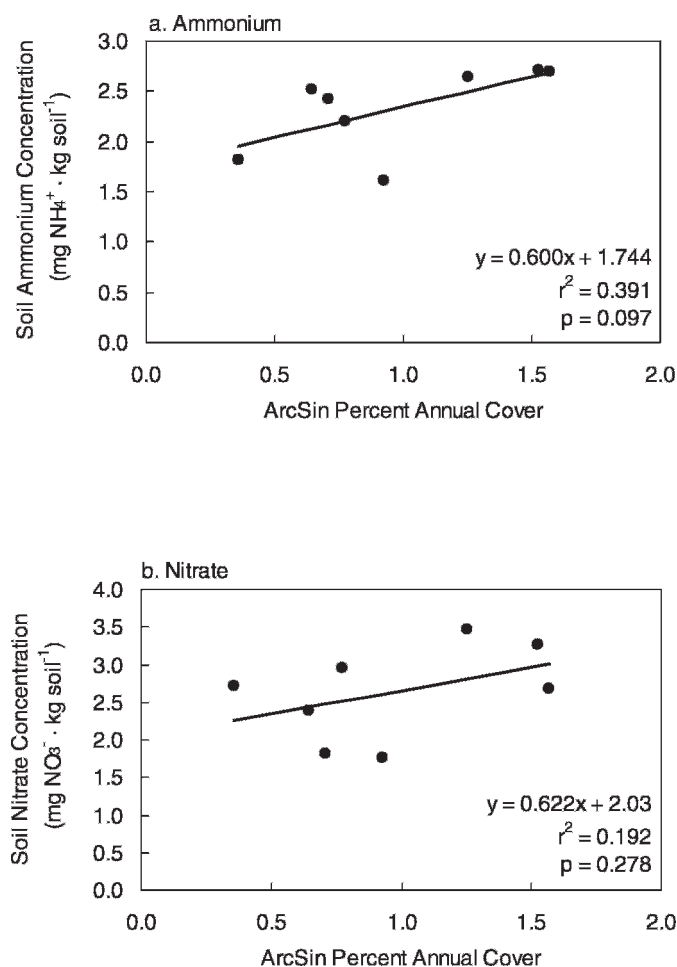 a. Ammonium
3.0
2.5
2.0
1.5
1.0
0.5
0.0
Soil Ammonium Concentration
(mg NH₄⁺ · kg soil⁻¹)
y = 0.600x + 1.744
r² = 0.391
p = 0.097
0.0 0.5 1.0 1.5 2.0
ArcSin Percent Annual Cover
b. Nitrate
4.0
3.5
3.0
2.5
2.0
1.5
1.0
0.5
0.0
Soil Nitrate Concentration
(mg NO₃⁻ · kg soil⁻¹)
y = 0.622x + 2.03
r² = 0.192
p = 0.278
0.0 0.5 1.0 1.5 2.0
ArcSin Percent Annual Cover